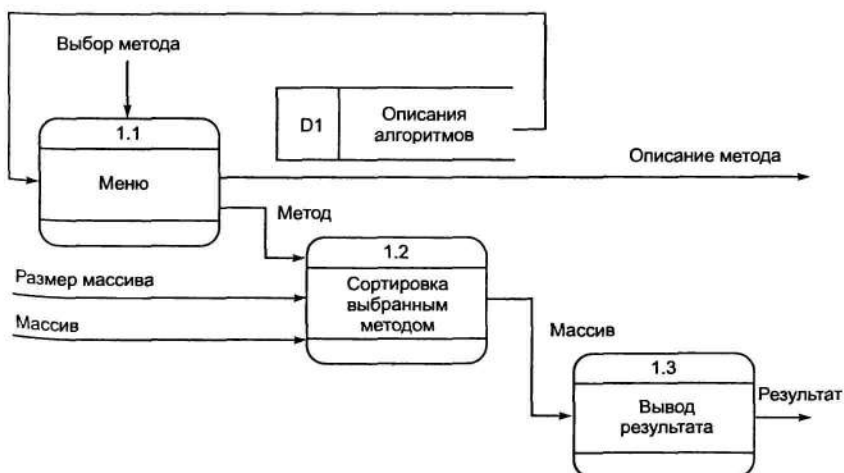 Выбор метода
1.1
Меню
D1
Описания
алгоритмов
Описание метода
Метод
1.2
Сортировка
выбранным
методом
Размер массива
Массив
Массив
1.3
Вывод
результата
Результат